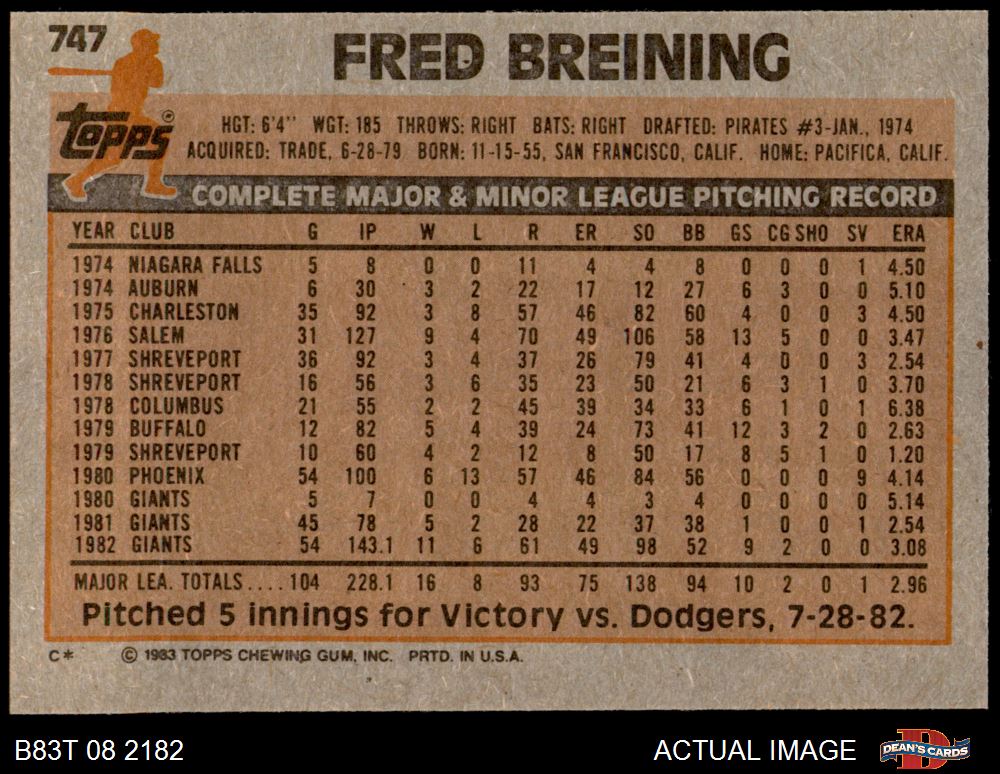 747
FRED BREINING
Topps®
HGT: 6'4" WGT: 185 THROWS: RIGHT BATS: RIGHT DRAFTED: PIRATES #3-JAN., 1974
ACQUIRED: TRADE, 6-28-79 BORN: 11-15-55, SAN FRANCISCO, CALIF. HOME: PACIFICA, CALIF.
COMPLETE MAJOR & MINOR LEAGUE PITCHING RECORD
YEAR CLUB G IP W L R ER SO BB GS CG SHO SV ERA
1974 NIAGARA FALLS 5 8 0 0 11 4 4 8 0 0 0 1 4.50
1974 AUBURN 6 30 3 2 22 17 12 27 6 3 0 0 5.10
1975 CHARLESTON 35 92 3 8 57 46 82 60 4 0 0 3 4.50
1976 SALEM 31 127 9 4 70 49 106 58 13 5 0 0 3.47
1977 SHREVEPORT 36 92 3 4 37 26 79 41 4 0 0 3 2.54
1978 SHREVEPORT 16 56 3 6 35 23 50 21 6 3 1 0 3.70
1978 COLUMBUS 21 55 2 2 45 39 34 33 6 1 0 1 6.38
1979 BUFFALO 12 82 5 4 39 24 73 41 12 3 2 0 2.63
1979 SHREVEPORT 10 60 4 2 12 8 50 17 8 5 1 0 1.20
1980 PHOENIX 54 100 6 13 57 46 84 56 0 0 0 9 4.14
1980 GIANTS 5 7 0 0 4 4 3 4 0 0 0 0 5.14
1981 GIANTS 45 78 5 2 28 22 37 38 1 0 0 1 2.54
1982 GIANTS 54 143.1 11 6 61 49 98 52 9 2 0 0 3.08
MAJOR LEA. TOTALS.... 104 228.1 16 8 93 75 138 94 10 2 0 1 2.96
Pitched 5 innings for Victory vs. Dodgers, 7-28-82.
C* © 1983 TOPPS CHEWING GUM, INC. PRTD. IN U.S.A.
B83T 08 2182 ACTUAL IMAGE DEAN'S CARDS